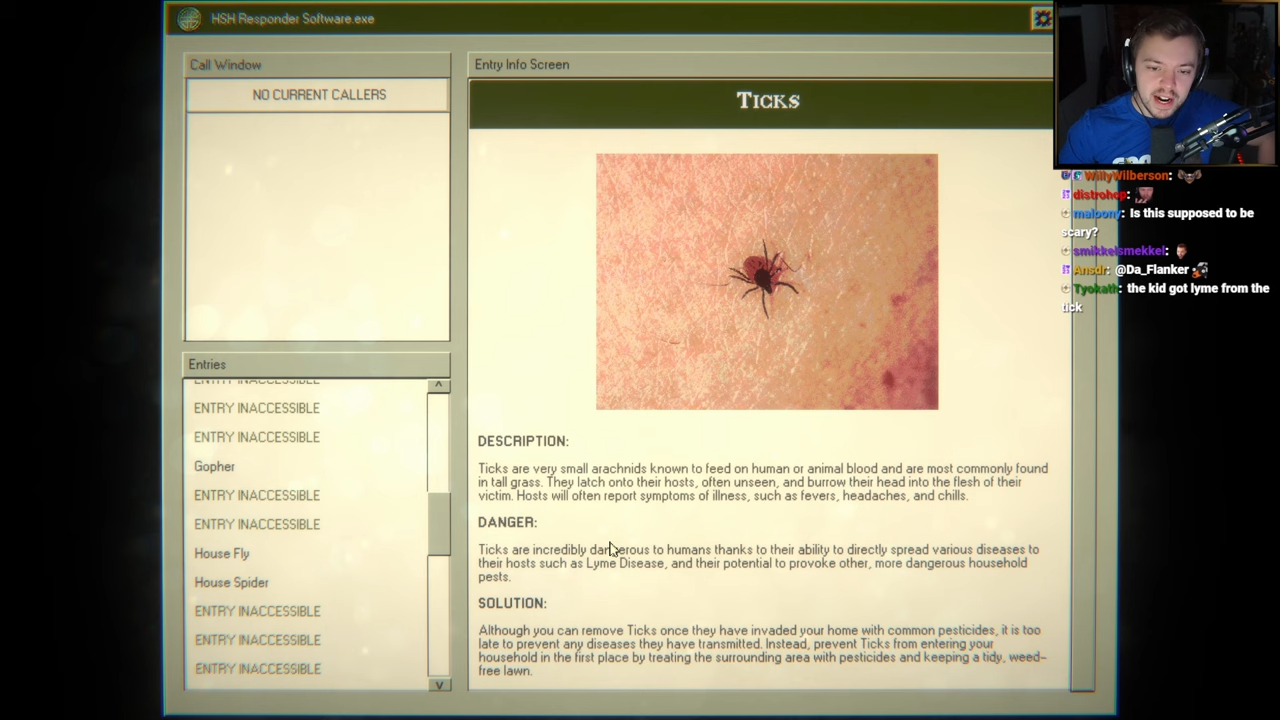 HSH Responder Software.exe
Call Window
NO CURRENT CALLERS
Entries
ENTRY INACCESSIBLE
ENTRY INACCESSIBLE
ENTRY INACCESSIBLE
Gopher
ENTRY INACCESSIBLE
ENTRY INACCESSIBLE
House Fly
House Spider
ENTRY INACCESSIBLE
ENTRY INACCESSIBLE
ENTRY INACCESSIBLE
Entry Info Screen
TICKS
DESCRIPTION:
Ticks are very small arachnids known to feed on human or animal blood and are most commonly found
in tall grass. They latch onto their hosts, often unseen, and burrow their head into the flesh of their
victim. Hosts will often report symptoms of illness, such as fevers, headaches, and chills.
DANGER:
Ticks are incredibly dangerous to humans thanks to their ability to directly spread various diseases to
their hosts such as Lyme Disease, and their potential to provoke other, more dangerous household
pests.
SOLUTION:
Although you can remove Ticks once they have invaded your home with common pesticides, it is too
late to prevent any diseases they have transmitted. Instead, prevent Ticks from entering your
household in the first place by treating the surrounding area with pesticides and keeping a tidy, weed-
free lawn.
WillyWilberson:
distrohop:
maloony: Is this supposed to be
scary?
smikkelsmekkel:
Ansdr: @Da_Flanker
Tyokath: the kid got lyme from the
tick